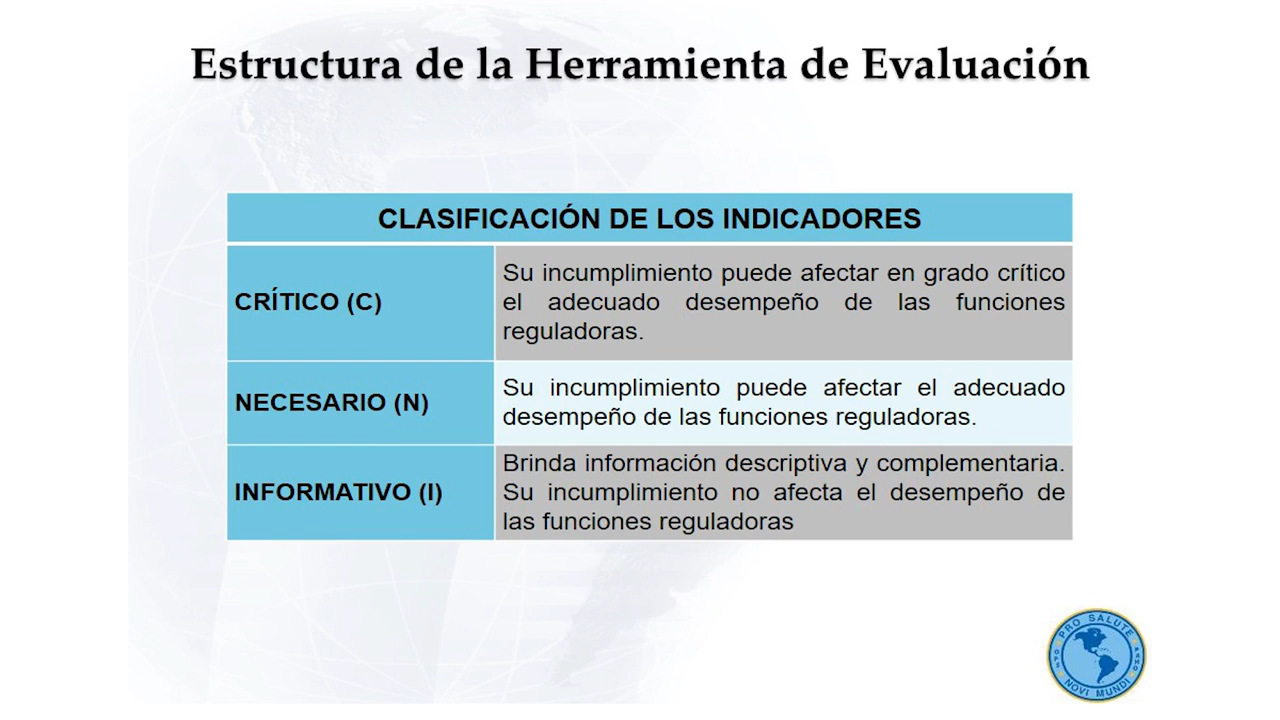 Estructura de la Herramienta de Evaluación
CLASIFICACIÓN DE LOS INDICADORES
CRÍTICO (C)
Su incumplimiento puede afectar en grado crítico
el adecuado desempeño de las funciones
reguladoras.
NECESARIO (N)
Su incumplimiento puede afectar el adecuado
desempeño de las funciones reguladoras.
INFORMATIVO (I)
Brinda información descriptiva y complementaria.
Su incumplimiento no afecta el desempeño de
las funciones reguladoras
PRO SALUTE
OPS
PAHO
NOVI MUNDI